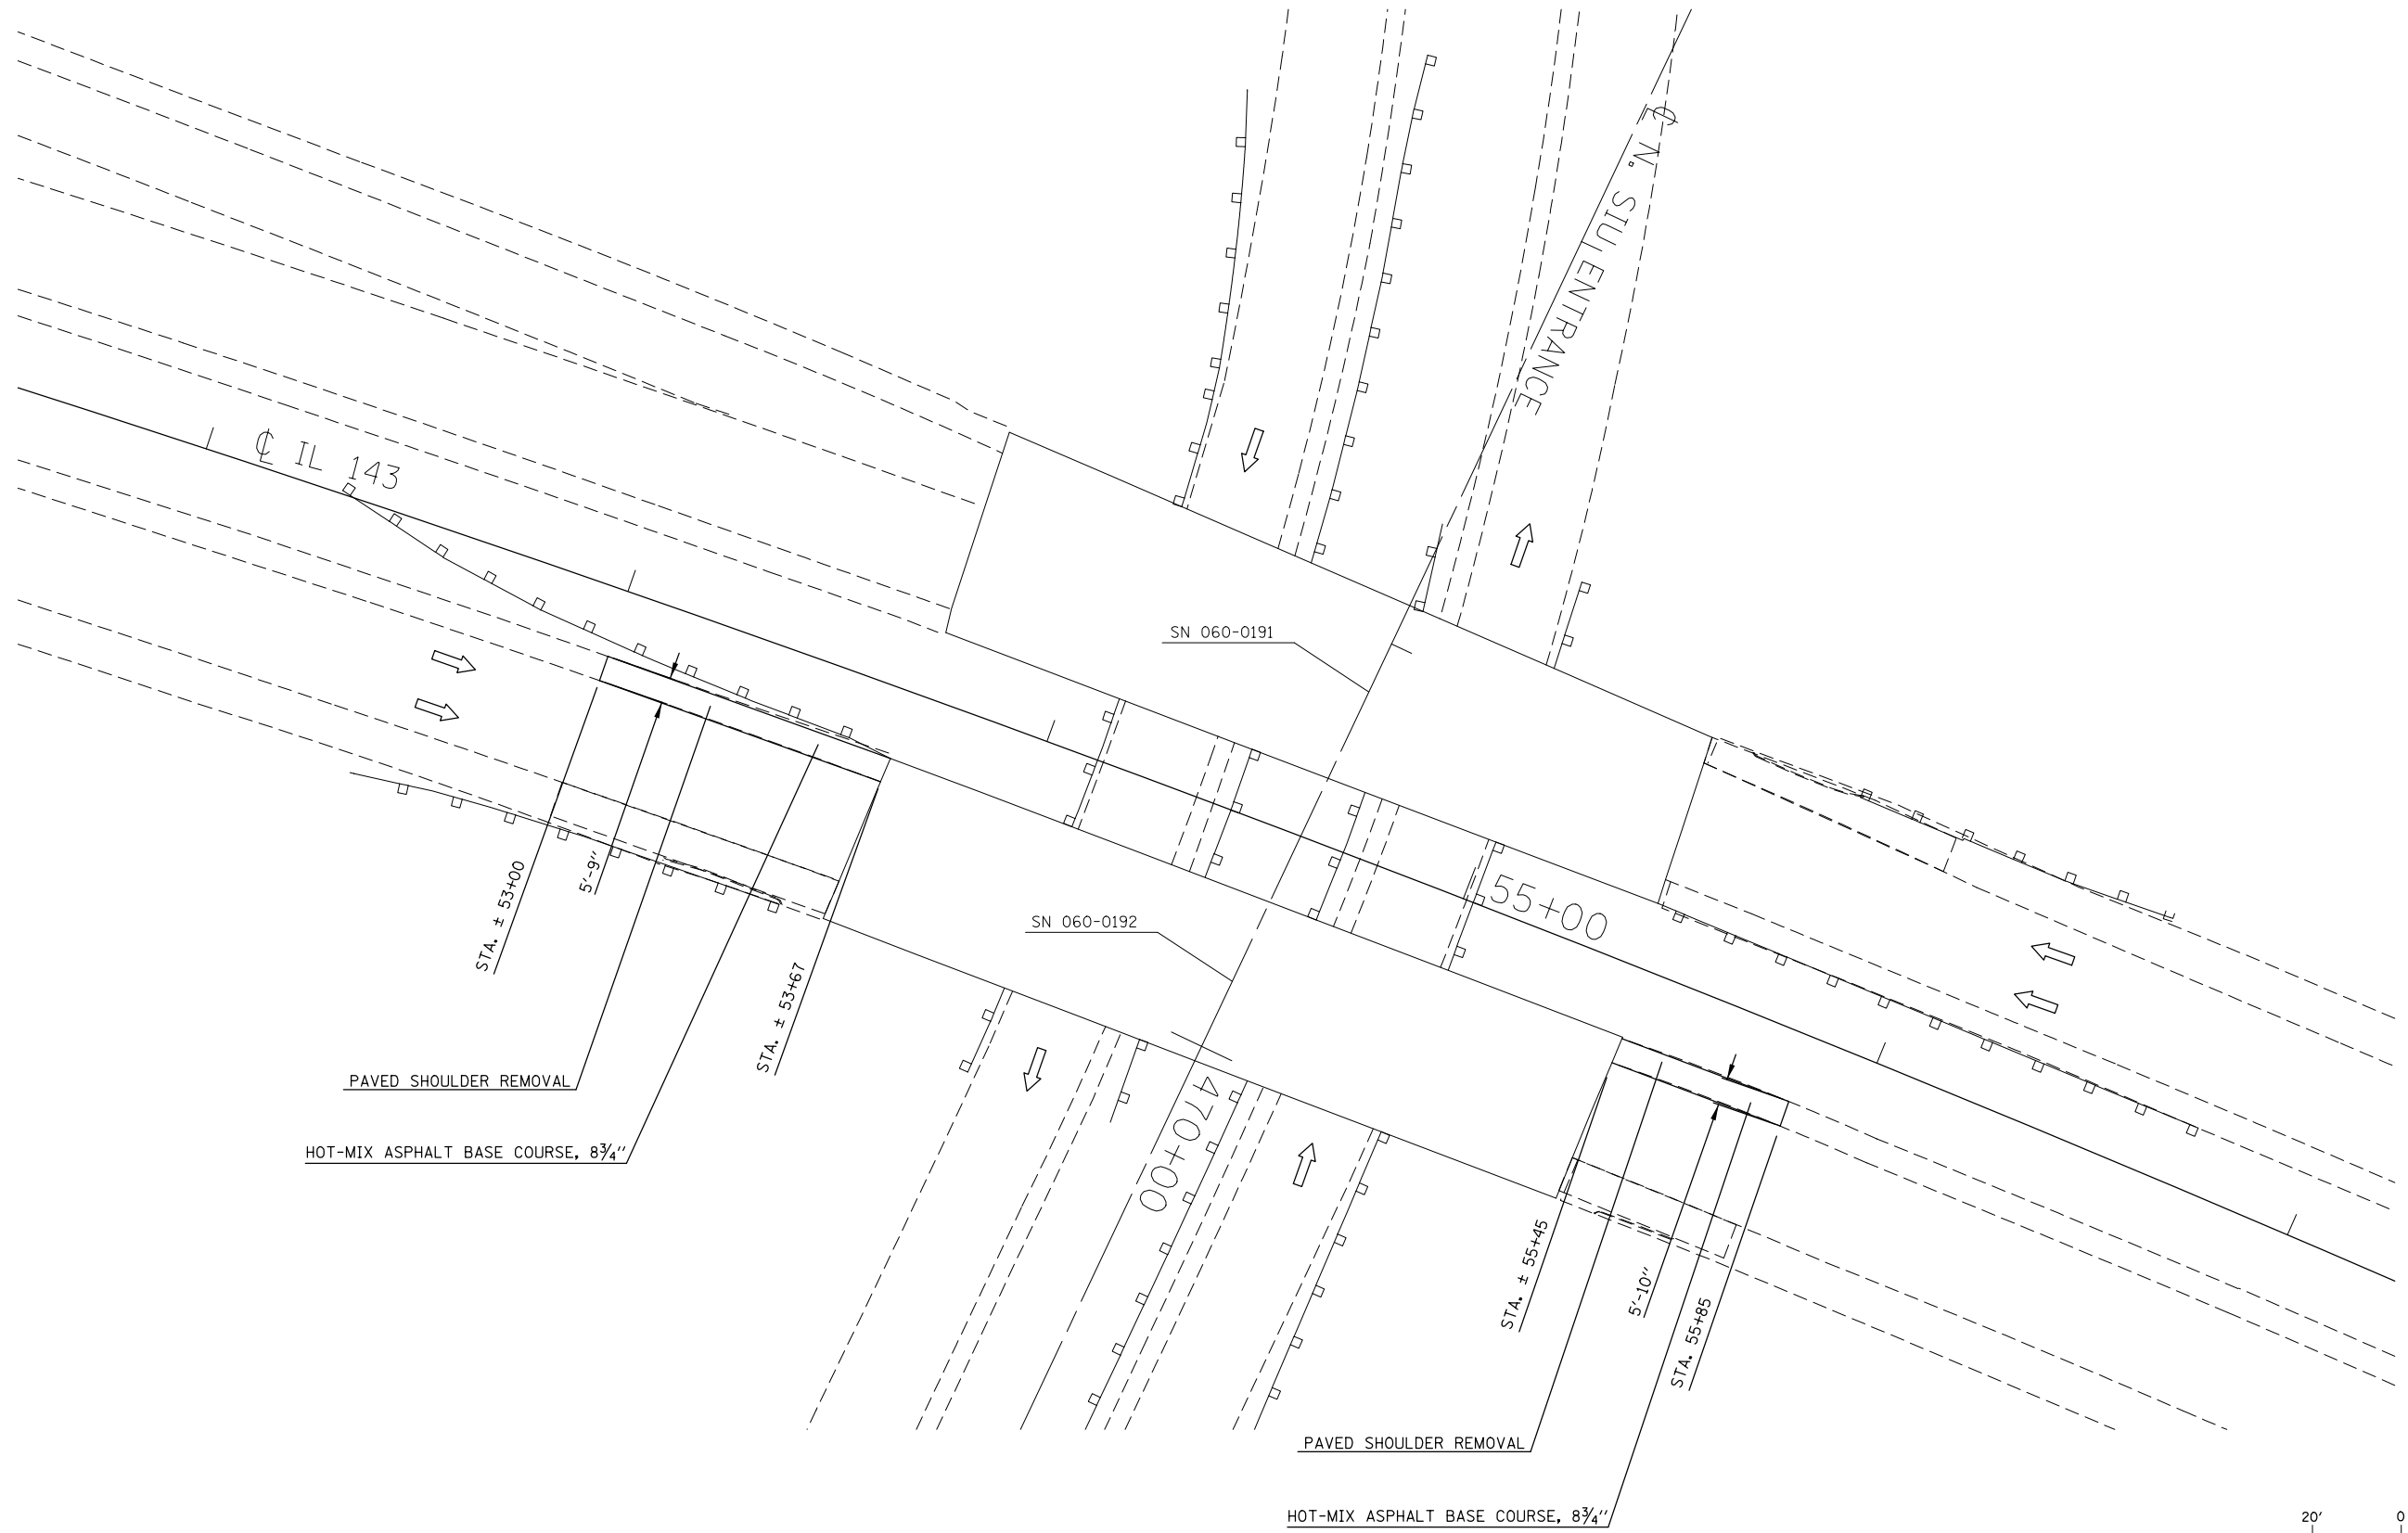 ℄ N. SIU ENTRANCE
℄ IL 143
SN 060-0191
SN 060-0192
55+00
STA. ± 53+00
5'-9"
STA. ± 53+67
PAVED SHOULDER REMOVAL
HOT-MIX ASPHALT BASE COURSE, 8¾"
470+00
STA. ± 55+45
5'-10"
STA. 55+85
PAVED SHOULDER REMOVAL
HOT-MIX ASPHALT BASE COURSE, 8¾"
20' 0